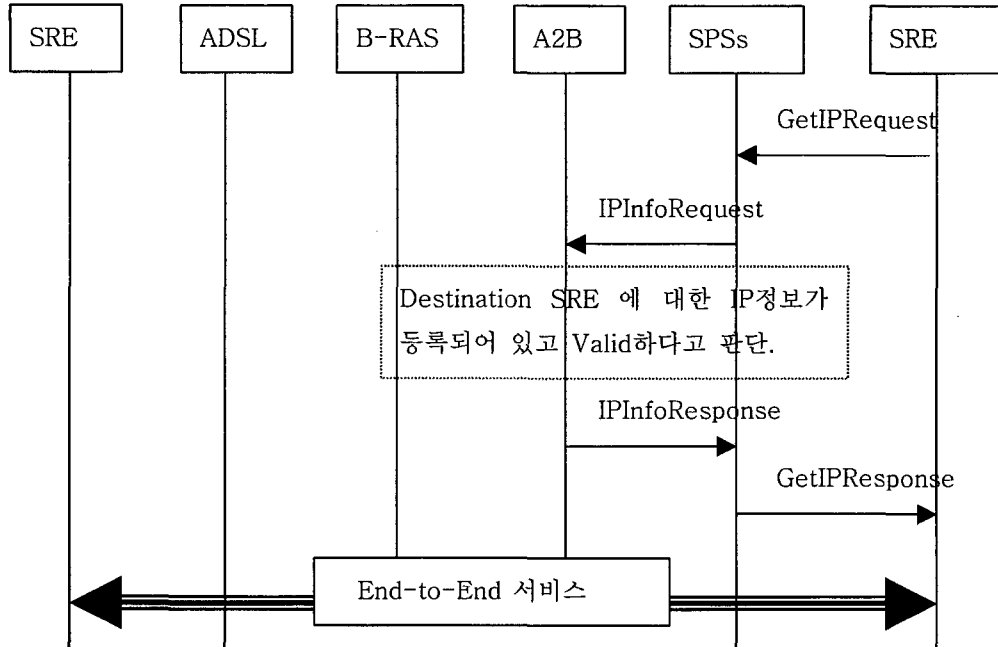 SRE ADSL B-RAS A2B SPSs SRE
GetIPRequest
IPInfoRequest
Destination SRE 에 대한 IP정보가
등록되어 있고 Valid하다고 판단.
IPInfoResponse
GetIPResponse
End-to-End 서비스